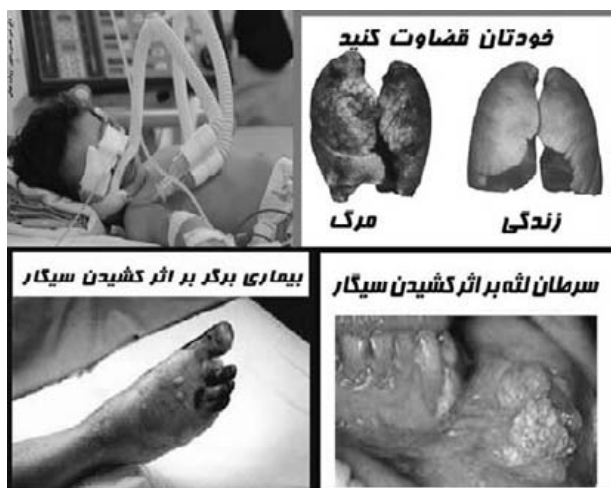 خودتان قضاوت کنید
زندگی
مرگ
بیماری برگر بر اثر کشیدن سیگار
سرطان لثه بر اثر کشیدن سیگار